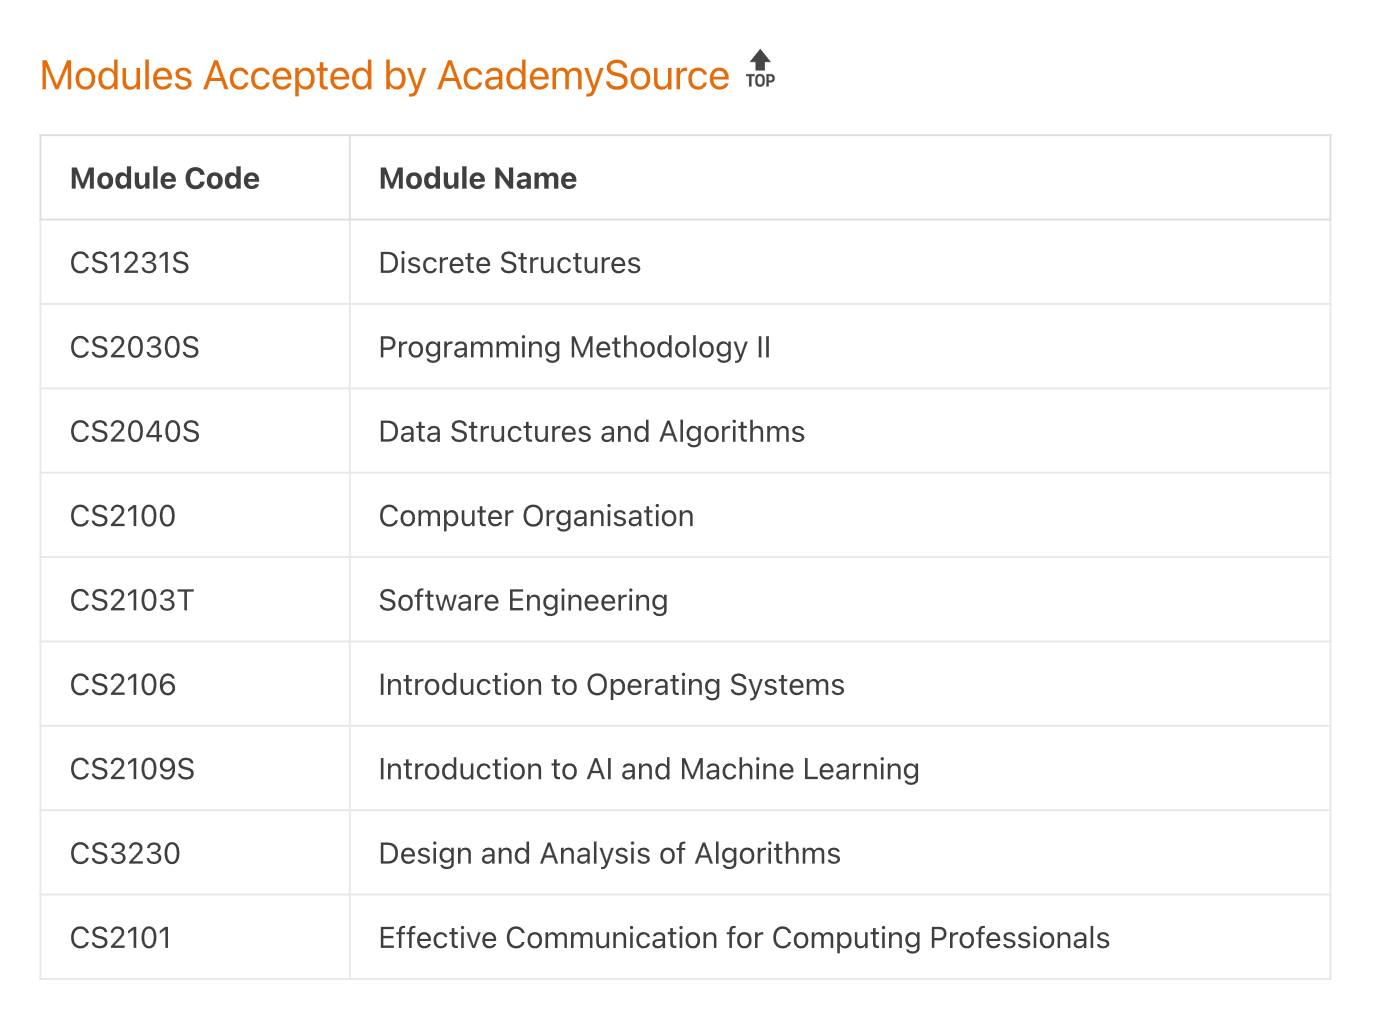 Modules Accepted by AcademySource TOP
Module Code Module Name
CS1231S Discrete Structures
CS2030S Programming Methodology II
CS2040S Data Structures and Algorithms
CS2100 Computer Organisation
CS2103T Software Engineering
CS2106 Introduction to Operating Systems
CS2109S Introduction to AI and Machine Learning
CS3230 Design and Analysis of Algorithms
CS2101 Effective Communication for Computing Professionals